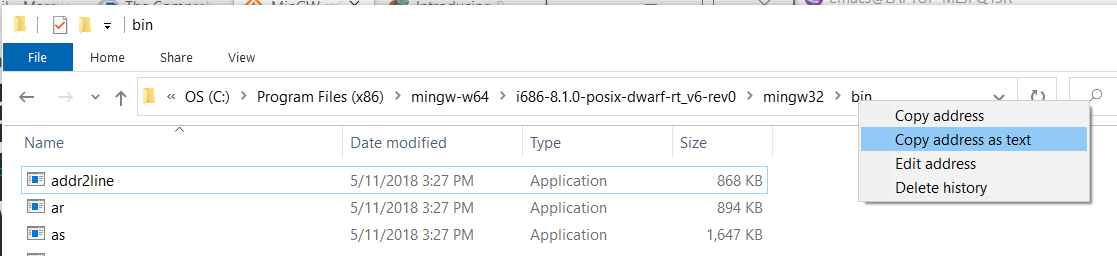 bin
File Home Share View
« OS (C:) > Program Files (x86) > mingw-w64 > i686-8.1.0-posix-dwarf-rt_v6-rev0 > mingw32 > bin
Copy address
Copy address as text
Edit address
Delete history
Name Date modified Type Size
addr2line 5/11/2018 3:27 PM Application 868 KB
ar 5/11/2018 3:27 PM Application 894 KB
as 5/11/2018 3:27 PM Application 1,647 KB